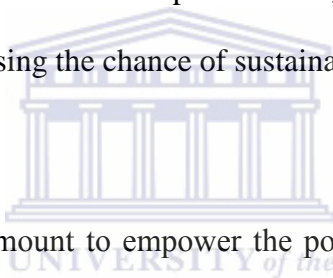 sing the chance of sustaina
mount to empower the po
UNIVERSITY of the